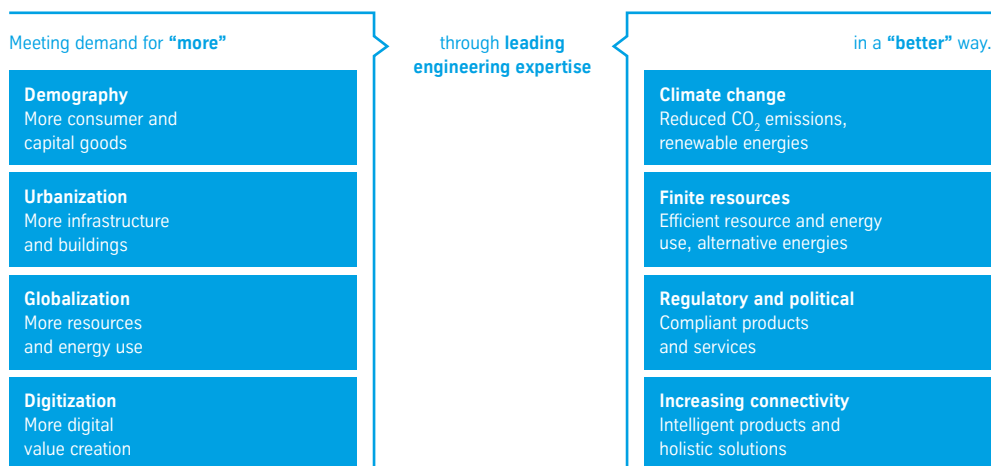 Meeting demand for “more”
through leading
engineering expertise
in a “better” way.
Demography
More consumer and
capital goods
Urbanization
More infrastructure
and buildings
Globalization
More resources
and energy use
Digitization
More digital
value creation
Climate change
Reduced CO₂ emissions,
renewable energies
Finite resources
Efficient resource and energy
use, alternative energies
Regulatory and political
Compliant products
and services
Increasing connectivity
Intelligent products and
holistic solutions